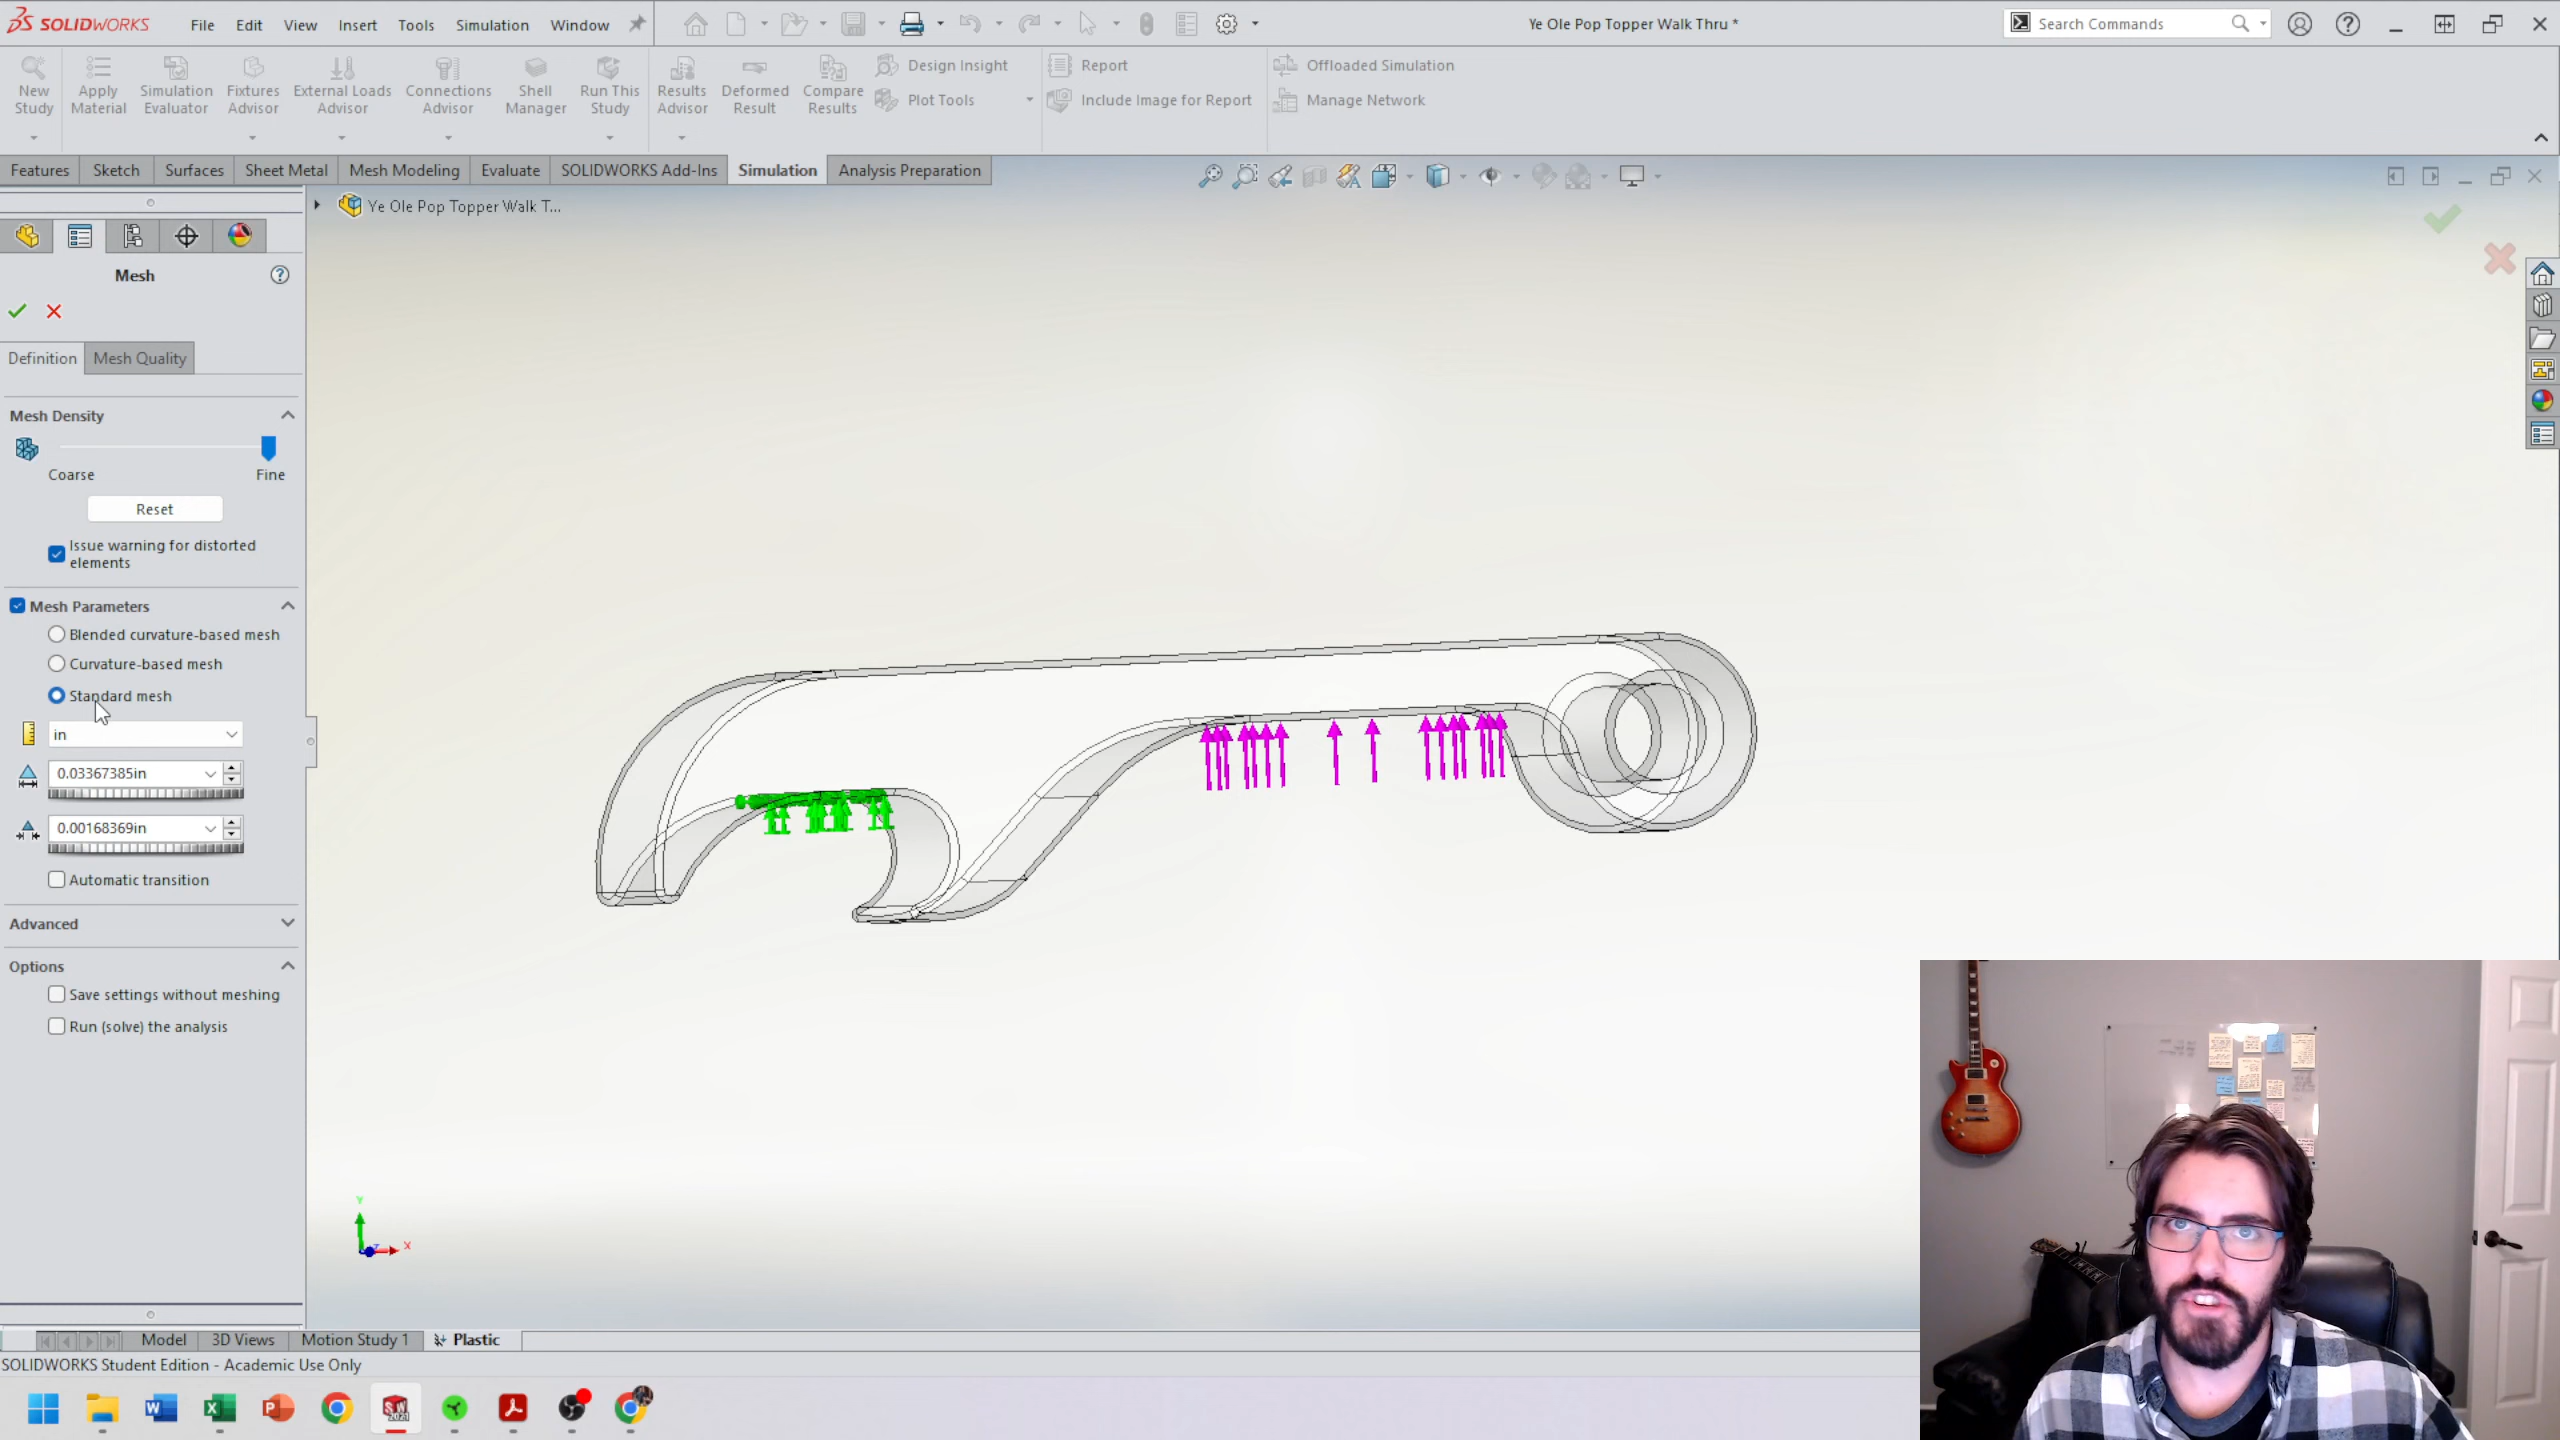 SOLIDWORKS
File Edit View Insert Tools Simulation Window
Ye Ole Pop Topper Walk Thru *
Search Commands
New Study
Apply Material
Simulation Evaluator
Fixtures Advisor
External Loads Advisor
Connections Advisor
Shell Manager
Run This Study
Results Advisor
Deformed Result
Compare Results
Design Insight
Plot Tools
Report
Include Image for Report
Offloaded Simulation
Manage Network
Features Sketch Surfaces Sheet Metal Mesh Modeling Evaluate SOLIDWORKS Add-Ins Simulation Analysis Preparation
Ye Ole Pop Topper Walk T...
Mesh
Definition Mesh Quality
Mesh Density
Coarse Fine
Reset
Issue warning for distorted
elements
Mesh Parameters
Blended curvature-based mesh
Curvature-based mesh
Standard mesh
in
0.03367385in
0.00168369in
Automatic transition
Advanced
Options
Save settings without meshing
Run (solve) the analysis
Y
Z
X
Model 3D Views Motion Study 1 Plastic
SOLIDWORKS Student Edition - Academic Use Only
W X P SW 2021